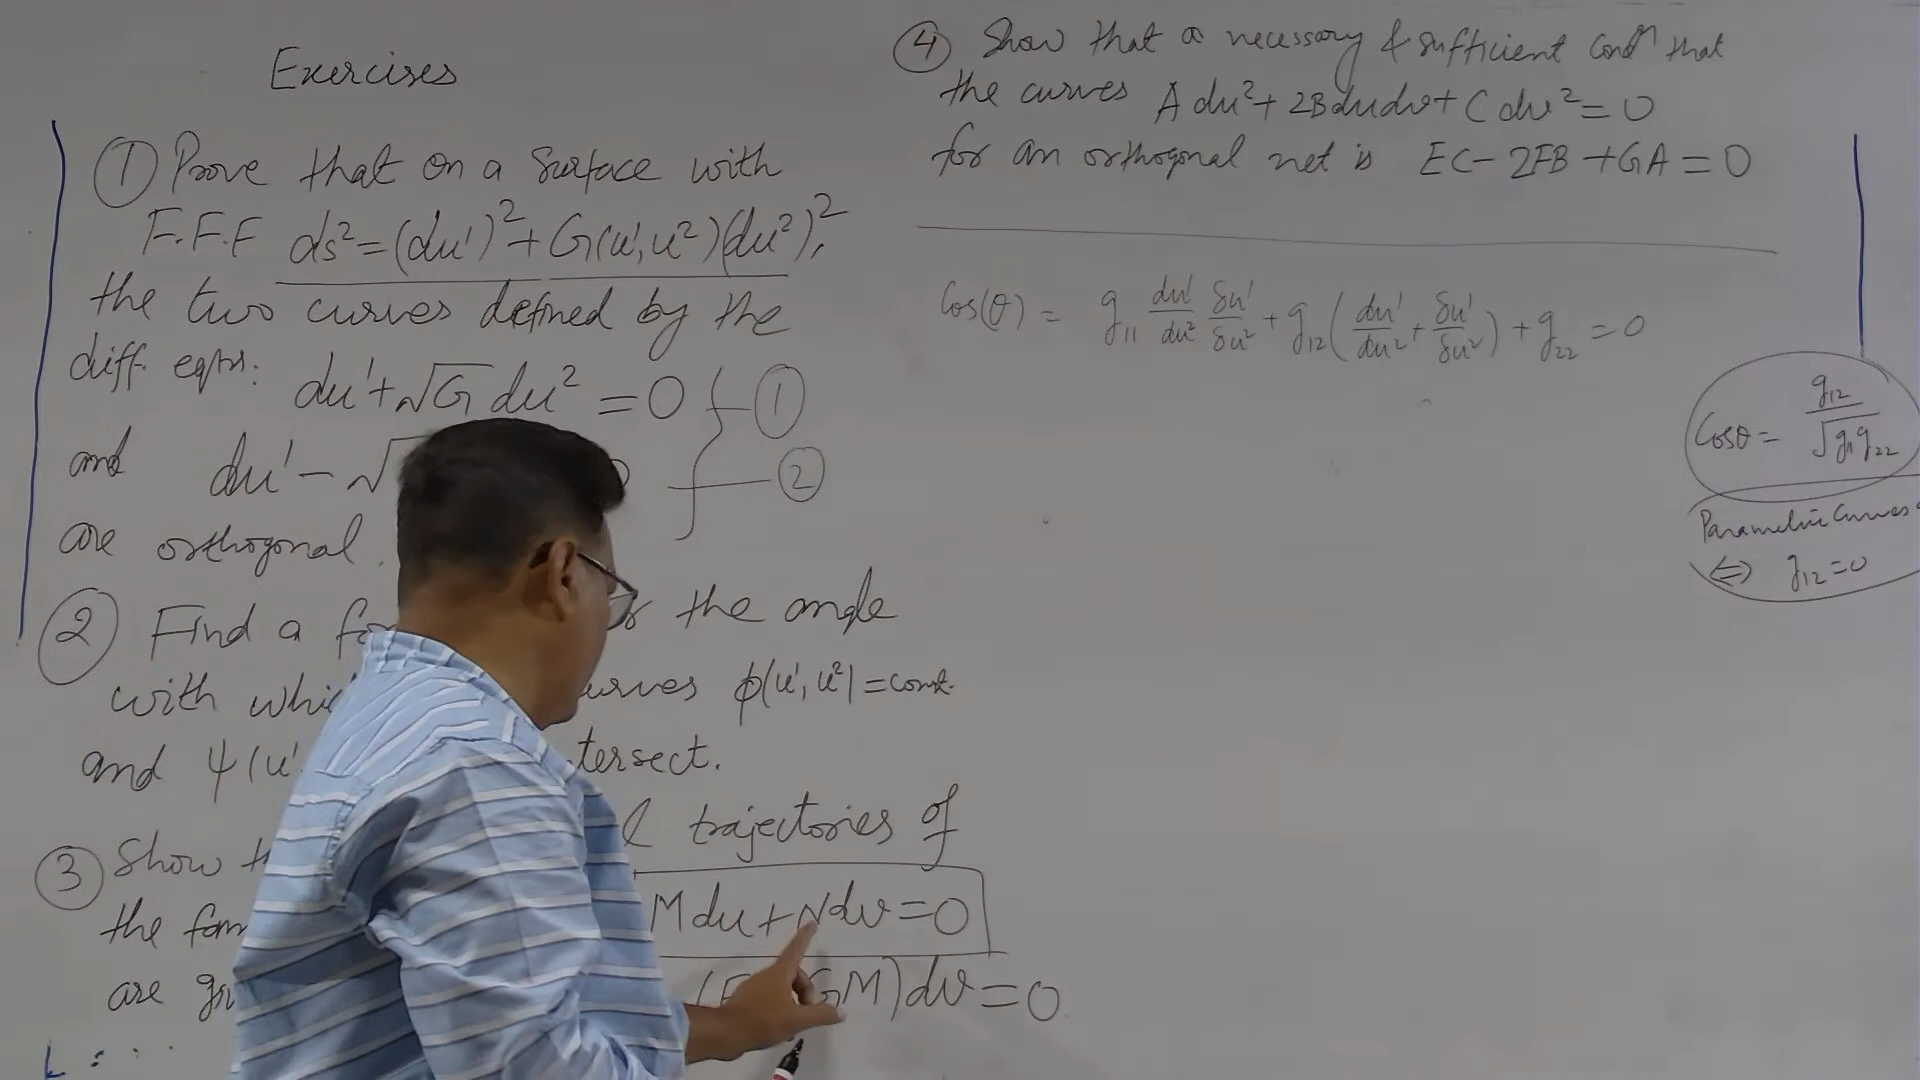 Exercises
① Prove that on a surface with
F.F.F ds² = (du¹)² + G(u¹, u²)(du²)²,
the two curves defined by the
diff. eqns:
du¹ + √G du² = 0 } — ①
and du¹ - √ — ②
are orthogonal.
② Find a the angle
with urves φ(u¹, u²) = const.
and ψ(u¹ tersect.
③ Show l trajectories of
the M du + N dv = 0
are GM) dv = 0
④ Show that a necessary & sufficient condⁿ that
the curves A du² + 2B du dv + C dv² = 0
for an orthogonal net is EC - 2FB + GA = 0
Cos(θ) = g₁₁ du¹/du² δu¹/δu² + g₁₂ (du¹/du² + δu¹/δu²) + g₂₂ = 0
Cosθ = g₁₂/√g₁₁g₂₂
Parametric Curves
⇔ g₁₂ = 0